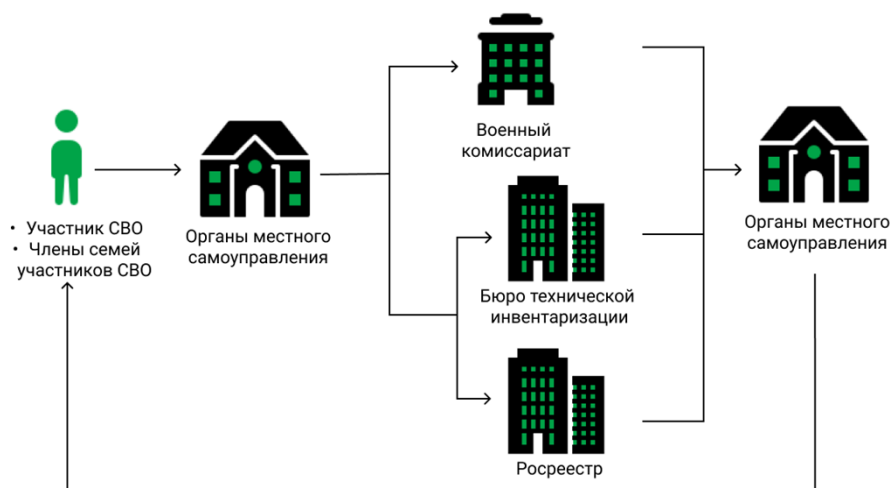 • Участник СВО
• Члены семей
участников СВО
Органы местного
самоуправления
Военный
комиссариат
Бюро технической
инвентаризации
Росреестр
Органы местного
самоуправления